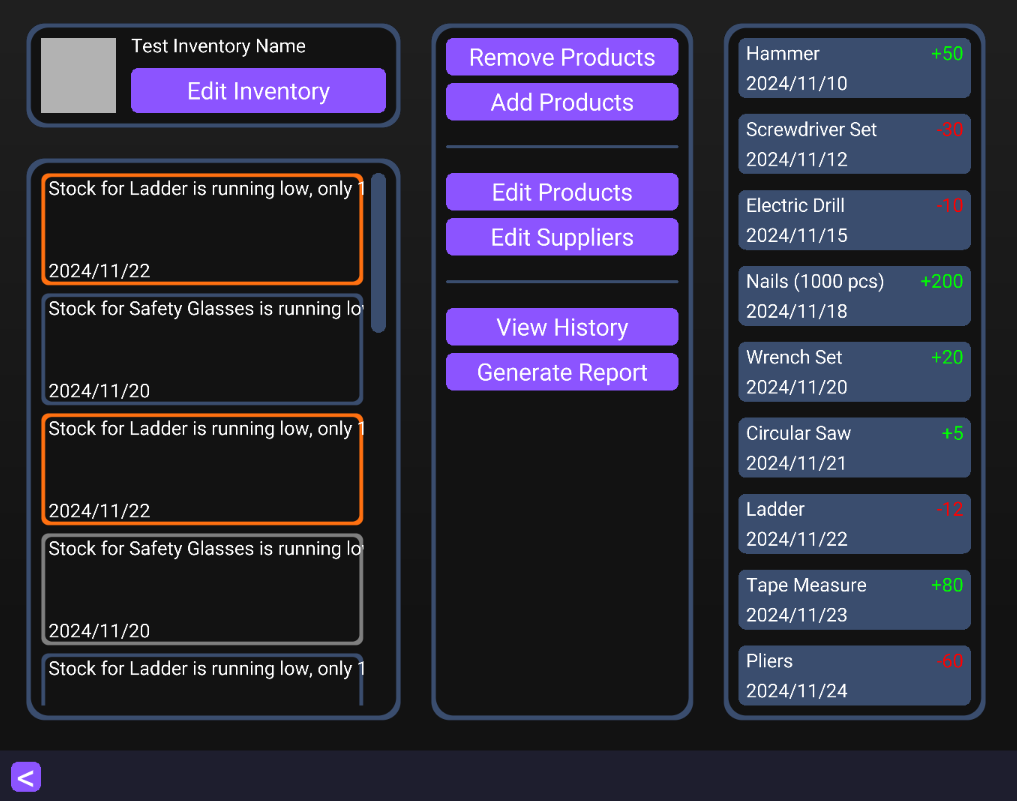 Test Inventory Name
Edit Inventory
Stock for Ladder is running low, only 1
2024/11/22
Stock for Safety Glasses is running lo
2024/11/20
Stock for Ladder is running low, only 1
2024/11/22
Stock for Safety Glasses is running lo
2024/11/20
Stock for Ladder is running low, only 1
Remove Products
Add Products
Edit Products
Edit Suppliers
View History
Generate Report
Hammer +50
2024/11/10
Screwdriver Set -30
2024/11/12
Electric Drill -10
2024/11/15
Nails (1000 pcs) +200
2024/11/18
Wrench Set +20
2024/11/20
Circular Saw +5
2024/11/21
Ladder -12
2024/11/22
Tape Measure +80
2024/11/23
Pliers -60
2024/11/24
<